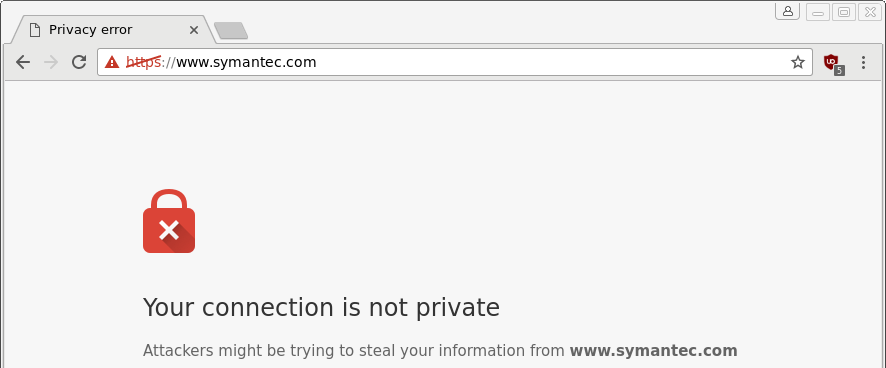 Privacy error
https://www.symantec.com
5
Your connection is not private
Attackers might be trying to steal your information from www.symantec.com